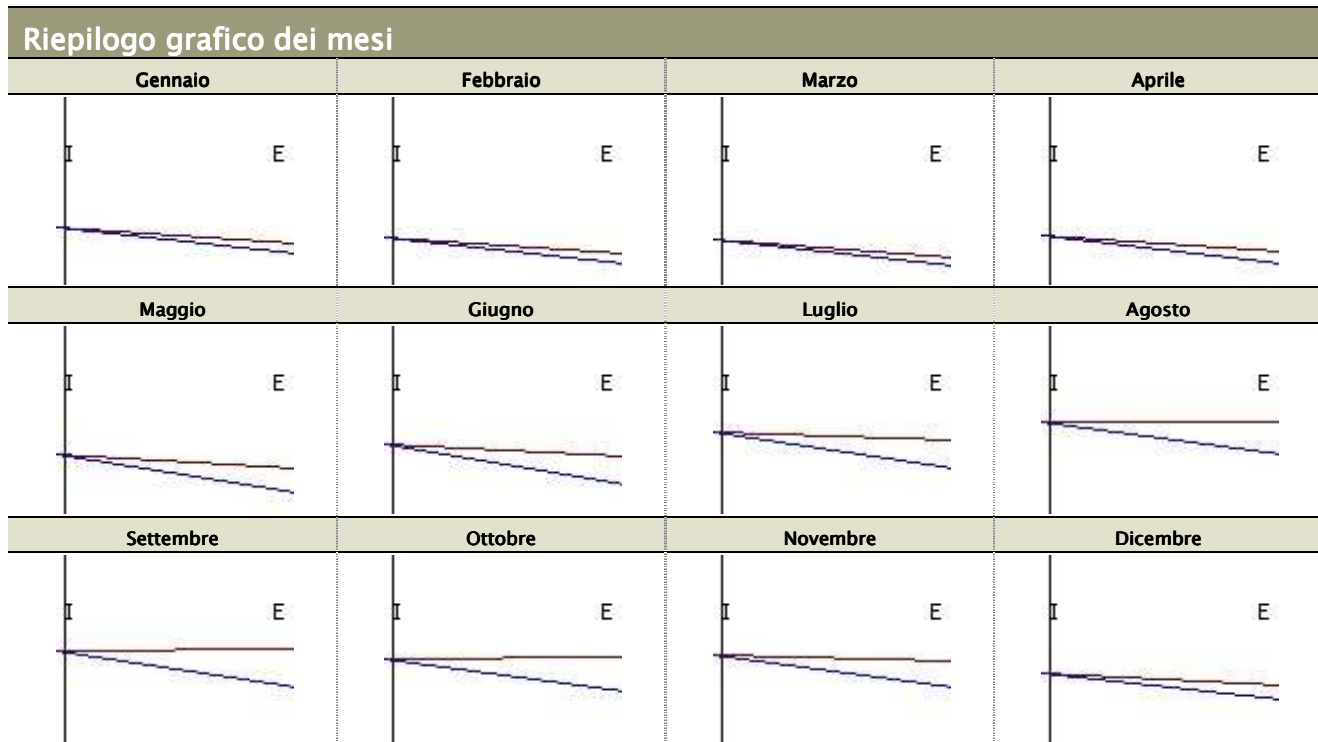 Riepilogo grafico dei mesi
Gennaio Febbraio Marzo Aprile
I E I E I E I E
Maggio Giugno Luglio Agosto
I E I E I E I E
Settembre Ottobre Novembre Dicembre
I E I E I E I E